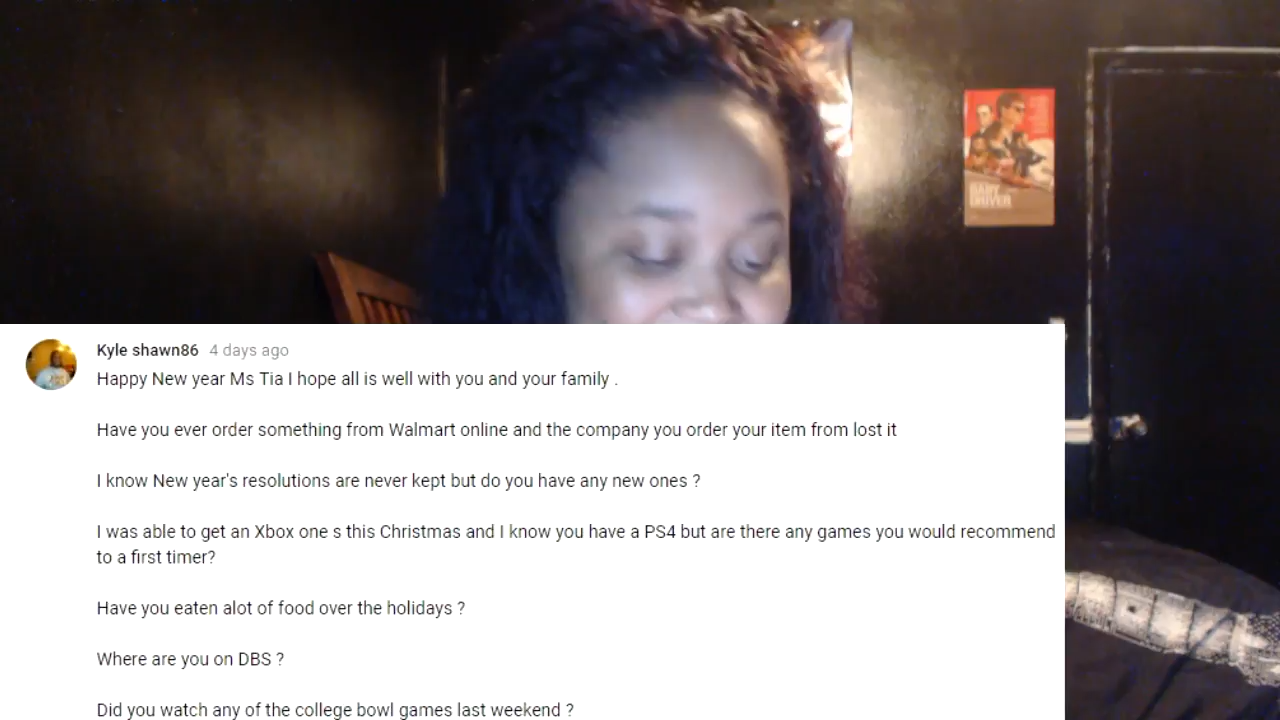 BABY
DRIVER
Kyle shawn86 4 days ago
Happy New year Ms Tia I hope all is well with you and your family .
Have you ever order something from Walmart online and the company you order your item from lost it
I know New year's resolutions are never kept but do you have any new ones ?
I was able to get an Xbox one s this Christmas and I know you have a PS4 but are there any games you would recommend
to a first timer?
Have you eaten alot of food over the holidays ?
Where are you on DBS ?
Did you watch any of the college bowl games last weekend ?